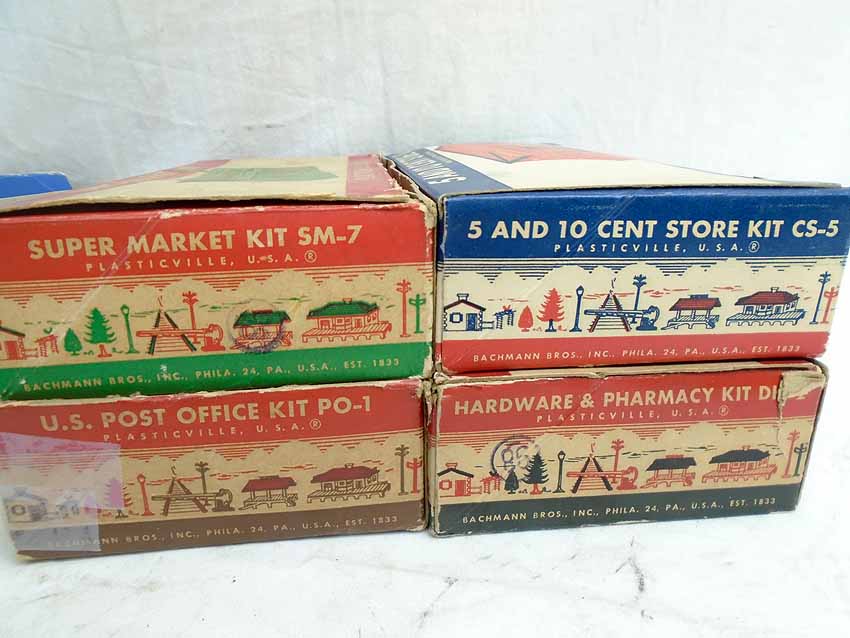 SUPER MARKET KIT SM-7
PLASTICVILLE, U.S.A.®
BACHMANN BROS., INC., PHILA. 24, PA., U.S.A., EST. 1833
5 AND 10 CENT STORE KIT CS-5
PLASTICVILLE, U.S.A.®
BACHMANN BROS., INC., PHILA. 24, PA., U.S.A., EST. 1833
U.S. POST OFFICE KIT PO-1
PLASTICVILLE, U.S.A.®
BACHMANN BROS., INC., PHILA. 24, PA., U.S.A., EST. 1833
HARDWARE & PHARMACY KIT
PLASTICVILLE, U.S.A.®
BACHMANN BROS., INC., PHILA. 24, PA., U.S.A., EST. 1833